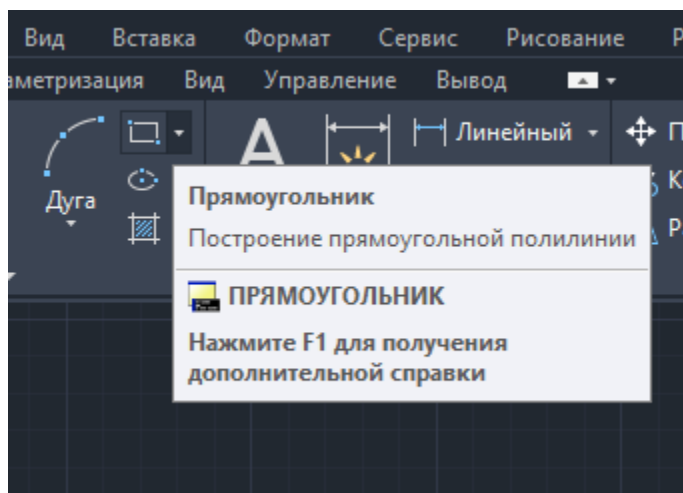 Вид Вставка Формат Сервис Рисование
Вид Управление Вывод
Линейный
Дуга
Прямоугольник
Построение прямоугольной полилинии
ПРЯМОУГОЛЬНИК
Нажмите F1 для получения
дополнительной справки